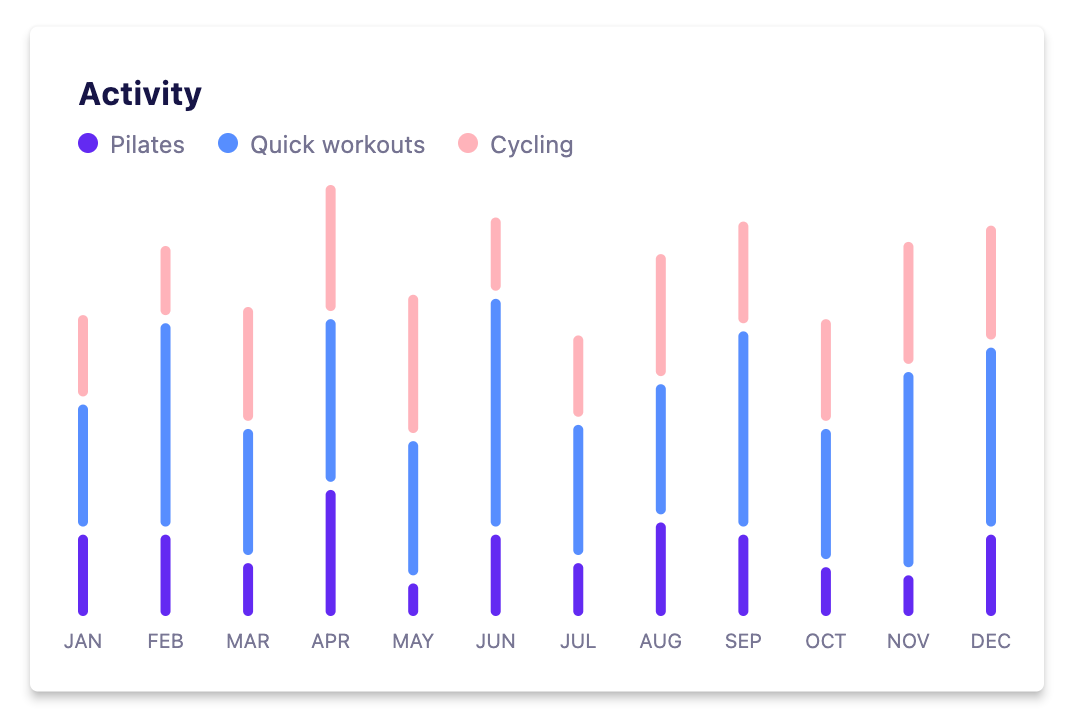 Activity
Pilates Quick workouts Cycling
JAN FEB MAR APR MAY JUN JUL AUG SEP OCT NOV DEC